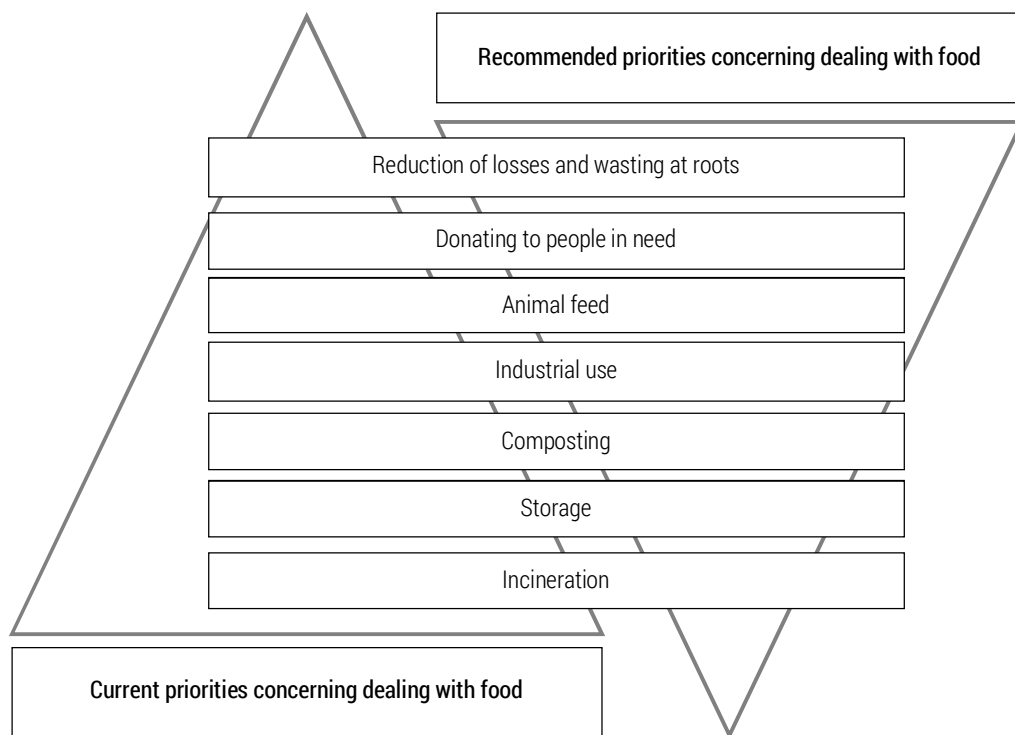 Recommended priorities concerning dealing with food
Reduction of losses and wasting at roots
Donating to people in need
Animal feed
Industrial use
Composting
Storage
Incineration
Current priorities concerning dealing with food